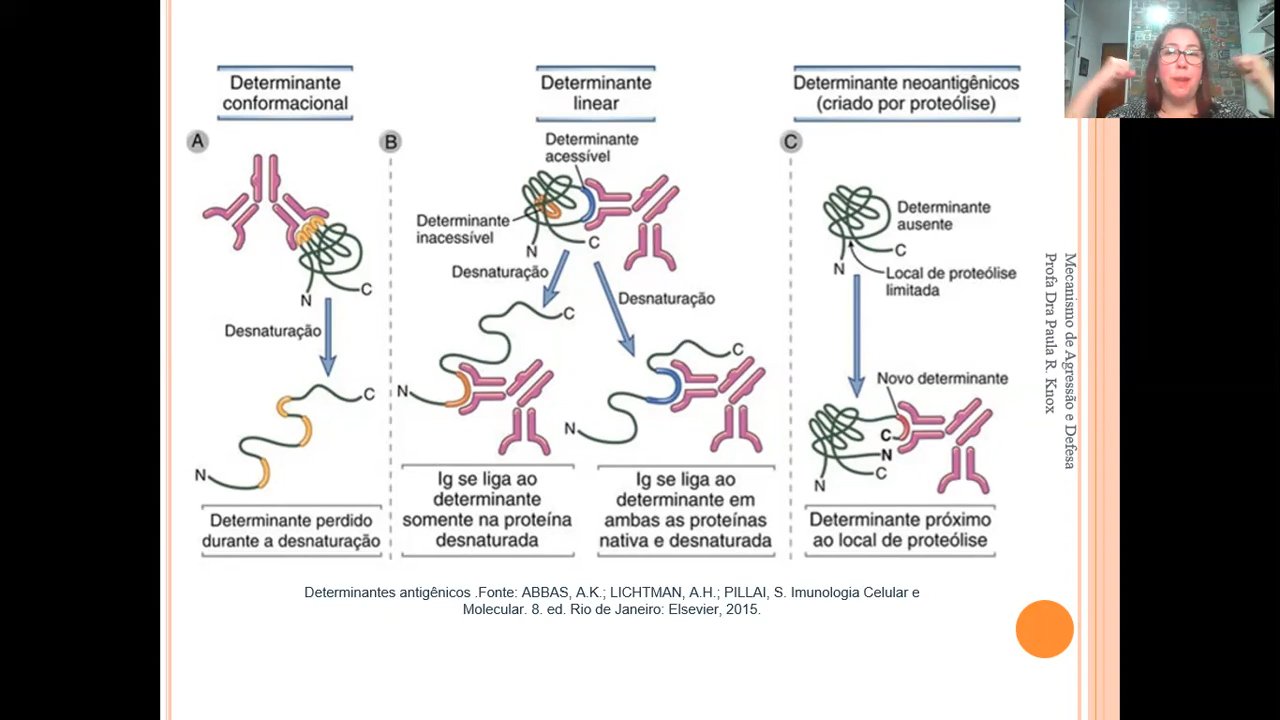 Determinante
conformacional
Determinante
linear
Determinante neoantigênicos
(criado por proteólise)
A
N
C
Desnaturação
N
C
Determinante perdido
durante a desnaturação
B
Determinante
acessível
Determinante
inacessível
N
C
Desnaturação
Desnaturação
C
N
C
N
Ig se liga ao
determinante
somente na proteína
desnaturada
Ig se liga ao
determinante em
ambas as proteínas
nativa e desnaturada
C
Determinante
ausente
C
N
Local de proteólise
limitada
Novo determinante
C
N
C
N
Determinante próximo
ao local de proteólise
Mecanismo de Agressão e Defesa
Profa Dra Paula R. Knox
Determinantes antigênicos .Fonte: ABBAS, A.K.; LICHTMAN, A.H.; PILLAI, S. Imunologia Celular e
Molecular. 8. ed. Rio de Janeiro: Elsevier, 2015.